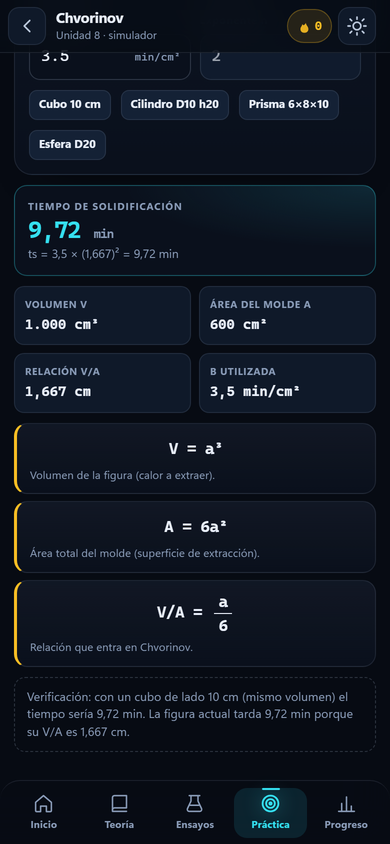 Chvorinov
Unidad 8 · simulador
0
3.5 min/cm² 2
Cubo 10 cm Cilindro D10 h20 Prisma 6×8×10
Esfera D20
TIEMPO DE SOLIDIFICACIÓN
9,72 min
ts = 3,5 × (1,667)² = 9,72 min
VOLUMEN V
1.000 cm³
ÁREA DEL MOLDE A
600 cm²
RELACIÓN V/A
1,667 cm
B UTILIZADA
3,5 min/cm²
V = a³
Volumen de la figura (calor a extraer).
A = 6a²
Área total del molde (superficie de extracción).
V/A = a/6
Relación que entra en Chvorinov.
Verificación: con un cubo de lado 10 cm (mismo volumen) el
tiempo sería 9,72 min. La figura actual tarda 9,72 min porque
su V/A es 1,667 cm.
Inicio Teoría Ensayos Práctica Progreso